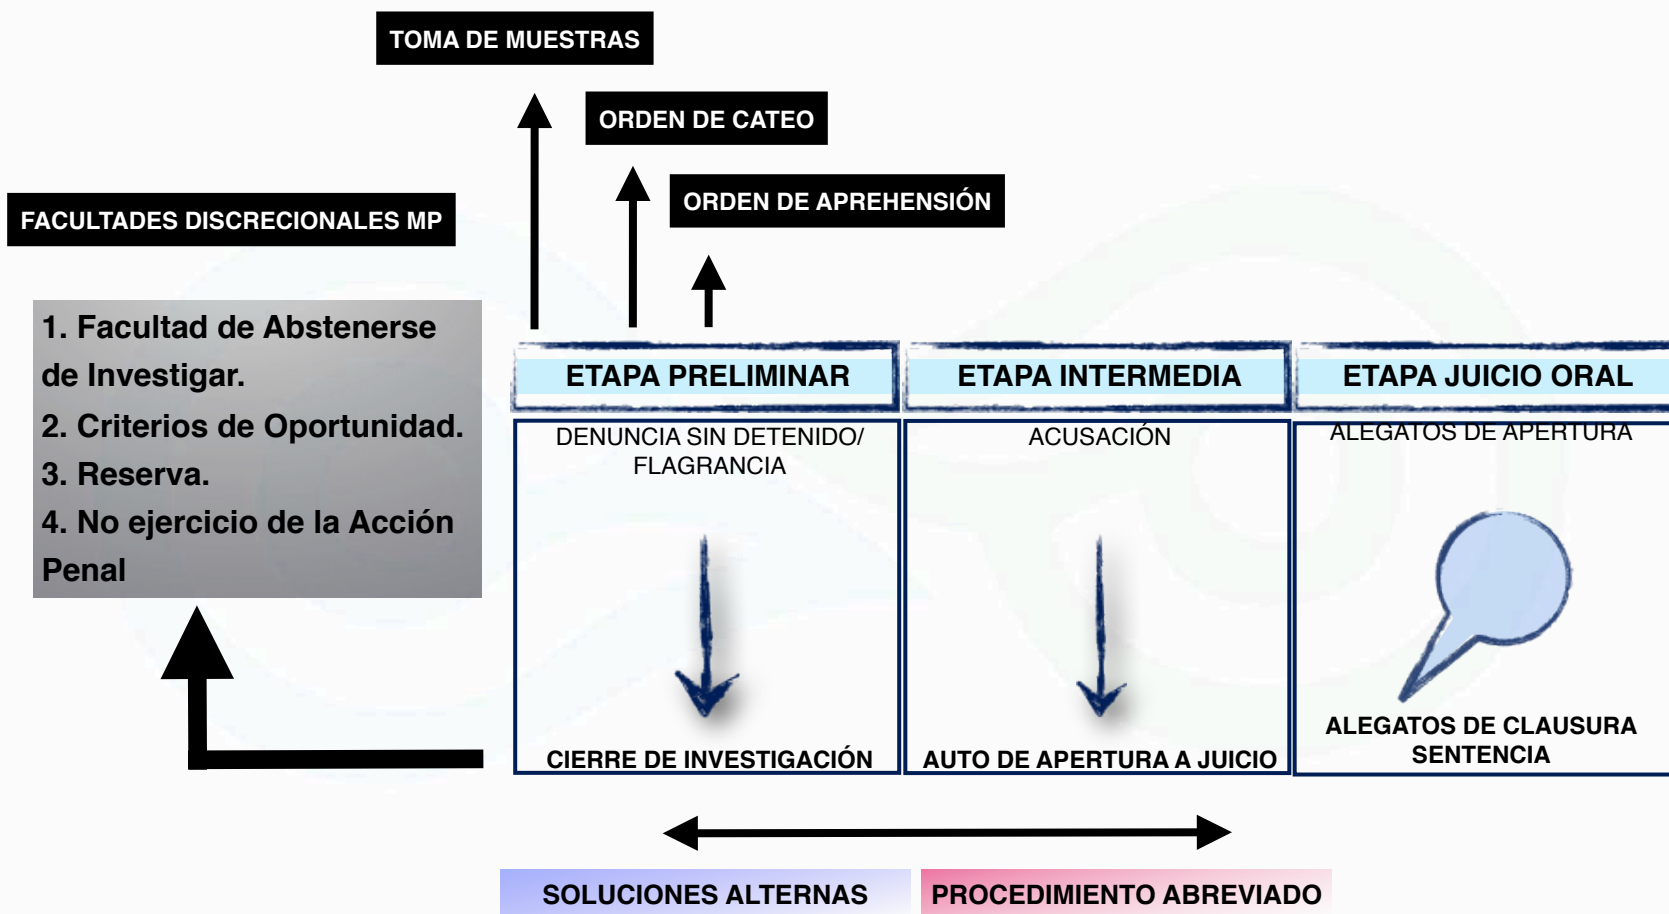 TOMA DE MUESTRAS
ORDEN DE CATEO
ORDEN DE APREHENSIÓN
FACULTADES DISCRECIONALES MP
1. Facultad de Abstenerse
de Investigar.
2. Criterios de Oportunidad.
3. Reserva.
4. No ejercicio de la Acción
Penal
ETAPA PRELIMINAR
DENUNCIA SIN DETENIDO/
FLAGRANCIA
CIERRE DE INVESTIGACIÓN
ETAPA INTERMEDIA
ACUSACIÓN
AUTO DE APERTURA A JUICIO
ETAPA JUICIO ORAL
ALEGATOS DE APERTURA
ALEGATOS DE CLAUSURA
SENTENCIA
SOLUCIONES ALTERNAS
PROCEDIMIENTO ABREVIADO